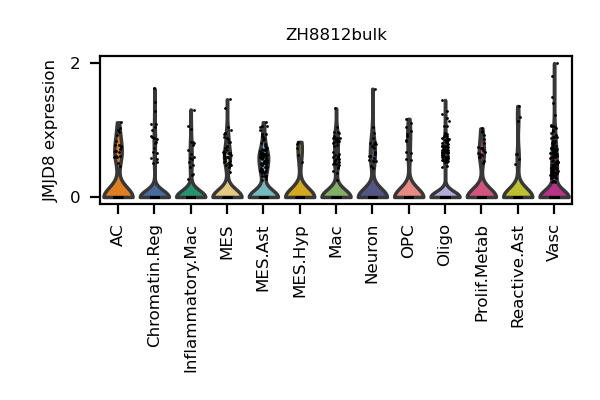 ZH8812bulk
JMJD8 expression
2
0
AC
Chromatin.Reg
Inflammatory.Mac
MES
MES.Ast
MES.Hyp
Mac
Neuron
OPC
Oligo
Prolif.Metab
Reactive.Ast
Vasc